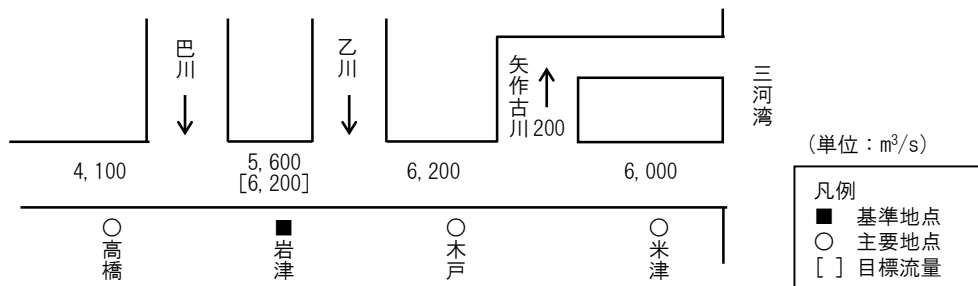 巴川
乙川
矢作古川
200
三河湾
4,100
5,600
[6,200]
6,200
6,000
(単位：m³/s)
高橋
岩津
木戸
米津
凡例
■ 基準地点
○ 主要地点
[ ] 目標流量